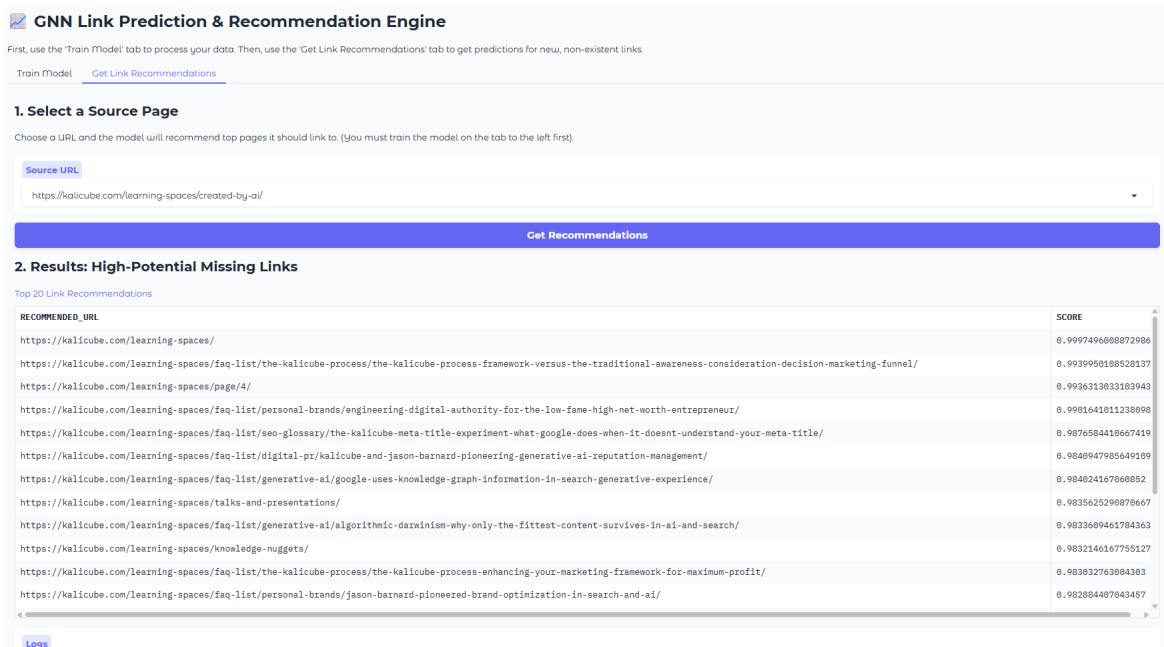 📈 GNN Link Prediction & Recommendation Engine
First, use the 'Train Model' tab to process your data. Then, use the 'Get Link Recommendations' tab to get predictions for new, non-existent links.
Train Model Get Link Recommendations
1. Select a Source Page
Choose a URL and the model will recommend top pages it should link to. (You must train the model on the tab to the left first).
Source URL
https://kalicube.com/learning-spaces/created-by-ai/
Get Recommendations
2. Results: High-Potential Missing Links
Top 20 Link Recommendations
RECOMMENDED_URL SCORE
https://kalicube.com/learning-spaces/ 0.9997496008872986
https://kalicube.com/learning-spaces/faq-list/the-kalicube-process/the-kalicube-process-framework-versus-the-traditional-awareness-consideration-decision-marketing-funnel/ 0.9939950108528137
https://kalicube.com/learning-spaces/page/4/ 0.9936313033103943
https://kalicube.com/learning-spaces/faq-list/personal-brands/engineering-digital-authority-for-the-low-fame-high-net-worth-entrepreneur/ 0.9901641011238098
https://kalicube.com/learning-spaces/faq-list/seo-glossary/the-kalicube-meta-title-experiment-what-google-does-when-it-doesnt-understand-your-meta-title/ 0.9876584410667419
https://kalicube.com/learning-spaces/faq-list/digital-pr/kalicube-and-jason-barnard-pioneering-generative-ai-reputation-management/ 0.9840947985649109
https://kalicube.com/learning-spaces/faq-list/generative-ai/google-uses-knowledge-graph-information-in-search-generative-experience/ 0.984024167060852
https://kalicube.com/learning-spaces/talks-and-presentations/ 0.9835625290870667
https://kalicube.com/learning-spaces/faq-list/generative-ai/algorithmic-darwinism-why-only-the-fittest-content-survives-in-ai-and-search/ 0.9833609461784363
https://kalicube.com/learning-spaces/knowledge-nuggets/ 0.9832146167755127
https://kalicube.com/learning-spaces/faq-list/the-kalicube-process/the-kalicube-process-enhancing-your-marketing-framework-for-maximum-profit/ 0.983032763004303
https://kalicube.com/learning-spaces/faq-list/personal-brands/jason-barnard-pioneered-brand-optimization-in-search-and-ai/ 0.982884407043457
Logs